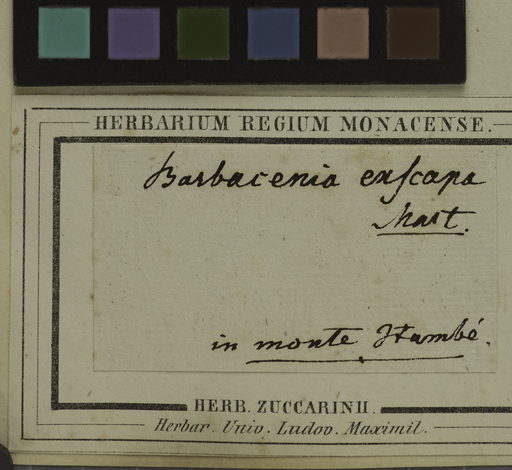 HERBARIUM REGIUM MONACENSE.
Barbacenia exscapa
Mart.
in monte Itambé.
HERB. ZUCCARINII.
Herbar. Univ. Ludov. Maximil.